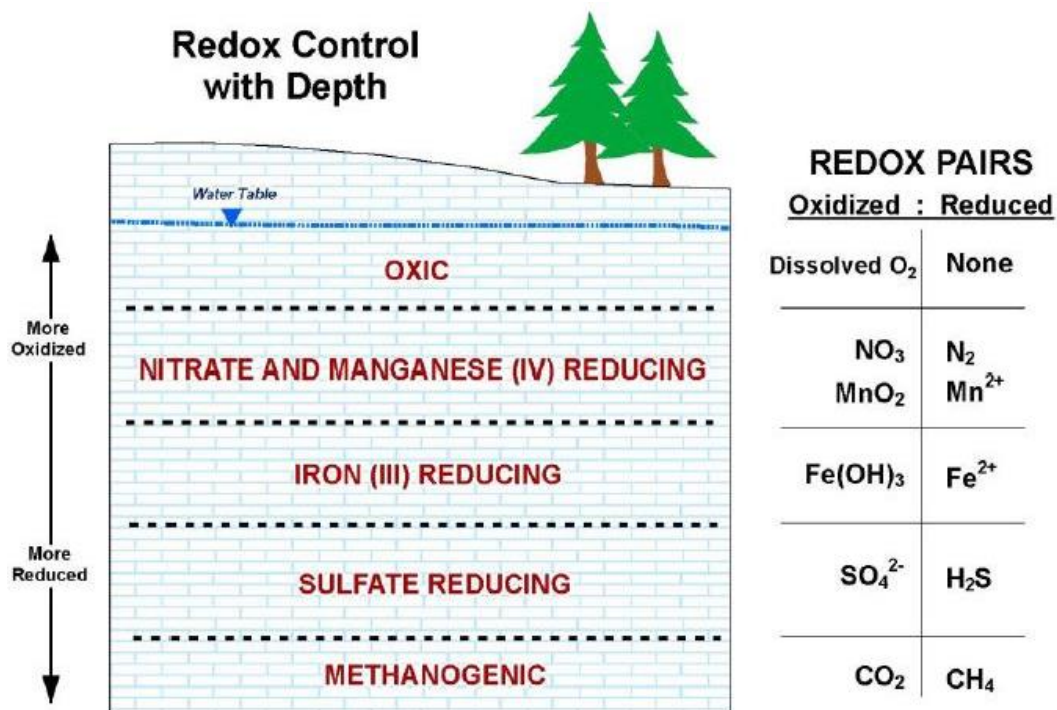 Redox Control
with Depth
Water Table
More
Oxidized
More
Reduced
OXIC
NITRATE AND MANGANESE (IV) REDUCING
IRON (III) REDUCING
SULFATE REDUCING
METHANOGENIC
REDOX PAIRS
Oxidized : Reduced
Dissolved O₂ None
NO₃ N₂
MnO₂ Mn²⁺
Fe(OH)₃ Fe²⁺
SO₄²⁻ H₂S
CO₂ CH₄